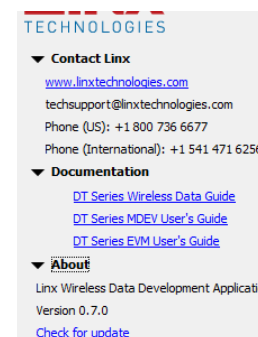 TECHNOLOGIES
Contact Linx
www.linxtechnologies.com
techsupport@linxtechnologies.com
Phone (US): +1 800 736 6677
Phone (International): +1 541 471 6256
Documentation
DT Series Wireless Data Guide
DT Series MDEV User's Guide
DT Series EVM User's Guide
About
Linx Wireless Data Development Applicati
Version 0.7.0
Check for update